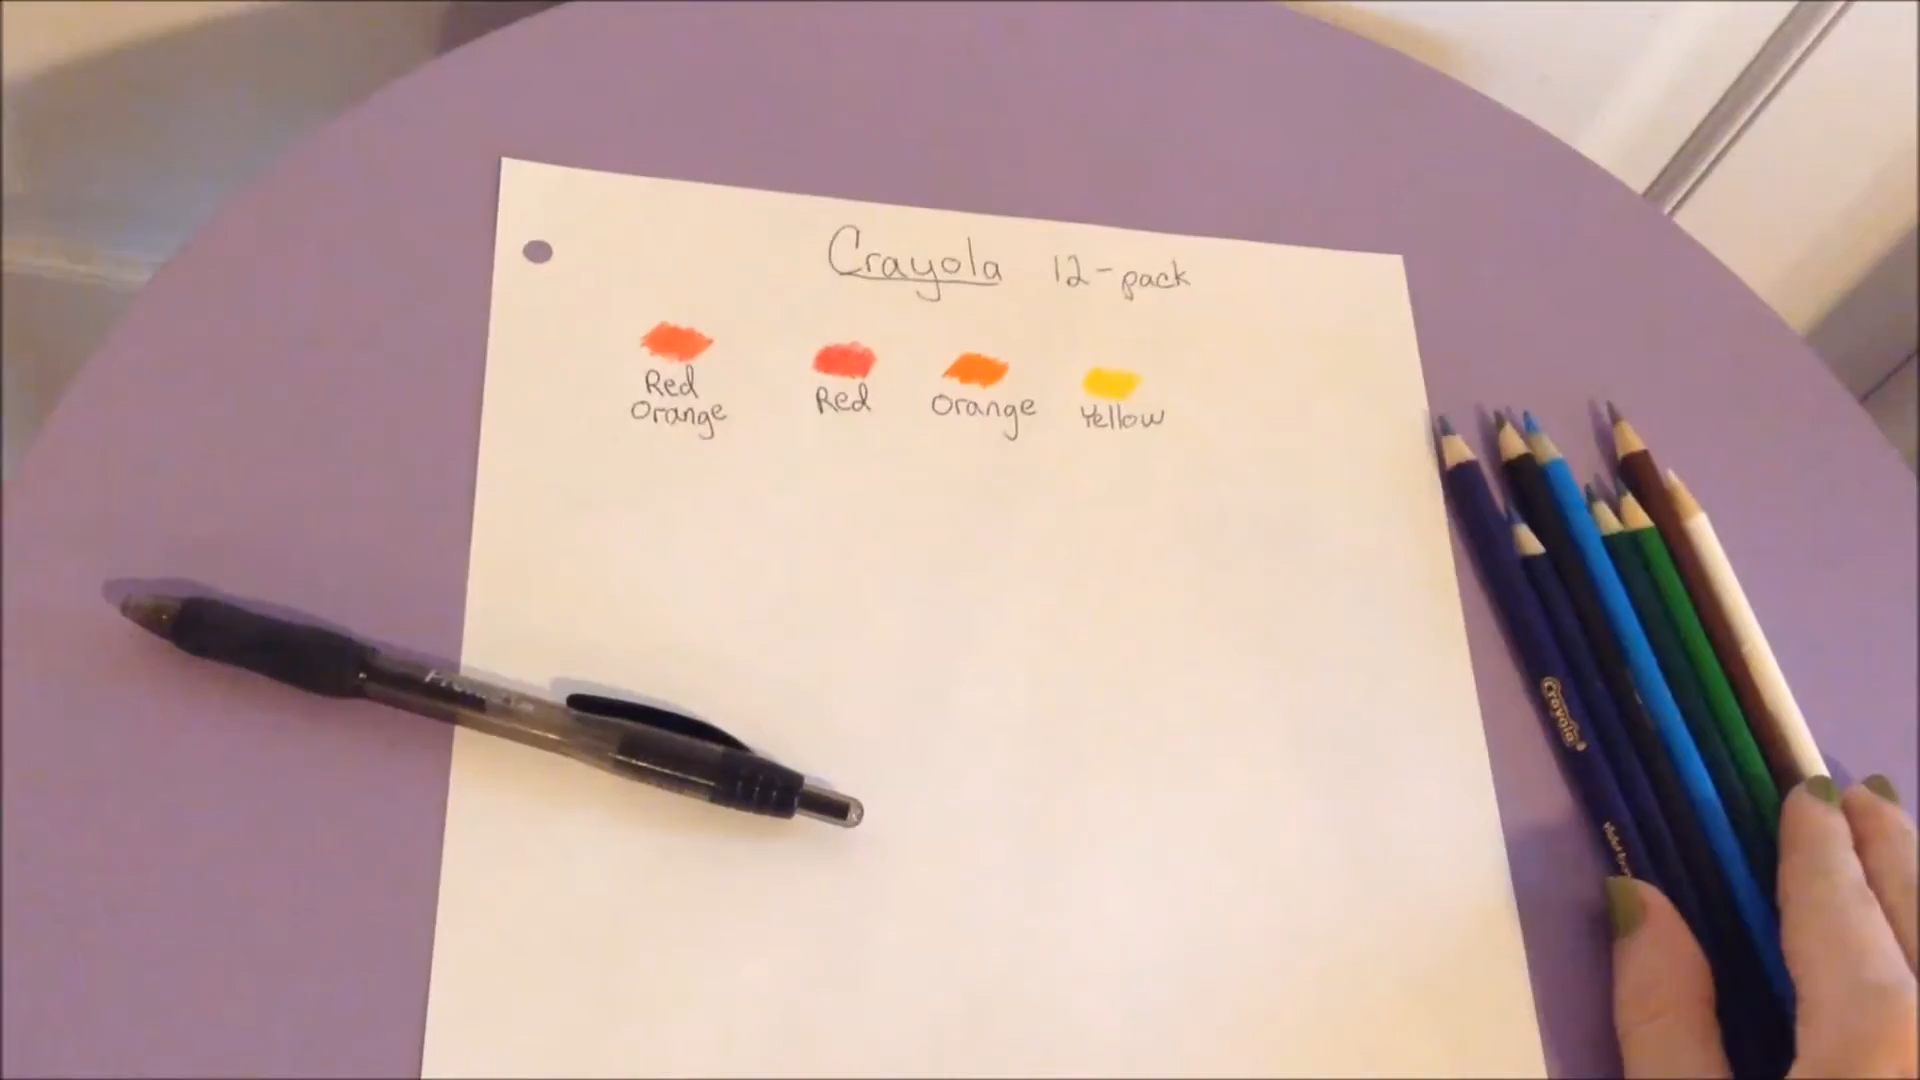 Crayola 12-pack
Red Orange
Red
Orange
Yellow
Crayola